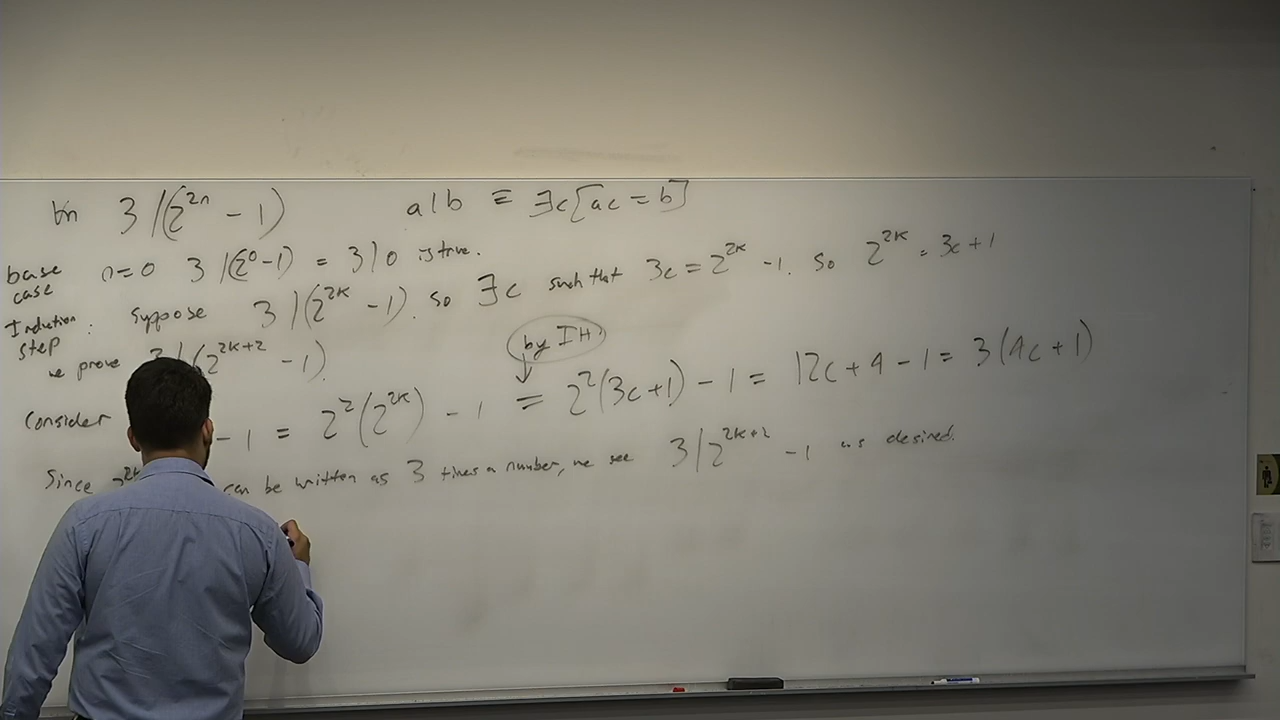 ∀n 3 | (2^{2n} - 1) a|b ≡ ∃c[ac = b]
base case n=0 3 | (2^0 - 1) = 3|0 is true.
Induction step : Suppose 3 | (2^{2k} - 1). so ∃c such that 3c = 2^{2k} - 1. so 2^{2k} = 3c + 1
we prove 3 | (2^{2k+2} - 1).
by IH
Consider - 1 = 2^2(2^{2k}) - 1 = 2^2(3c+1) - 1 = 12c + 4 - 1 = 3(4c + 1)
Since can be written as 3 times a number, we see 3 | 2^{2k+2} - 1 as desired.